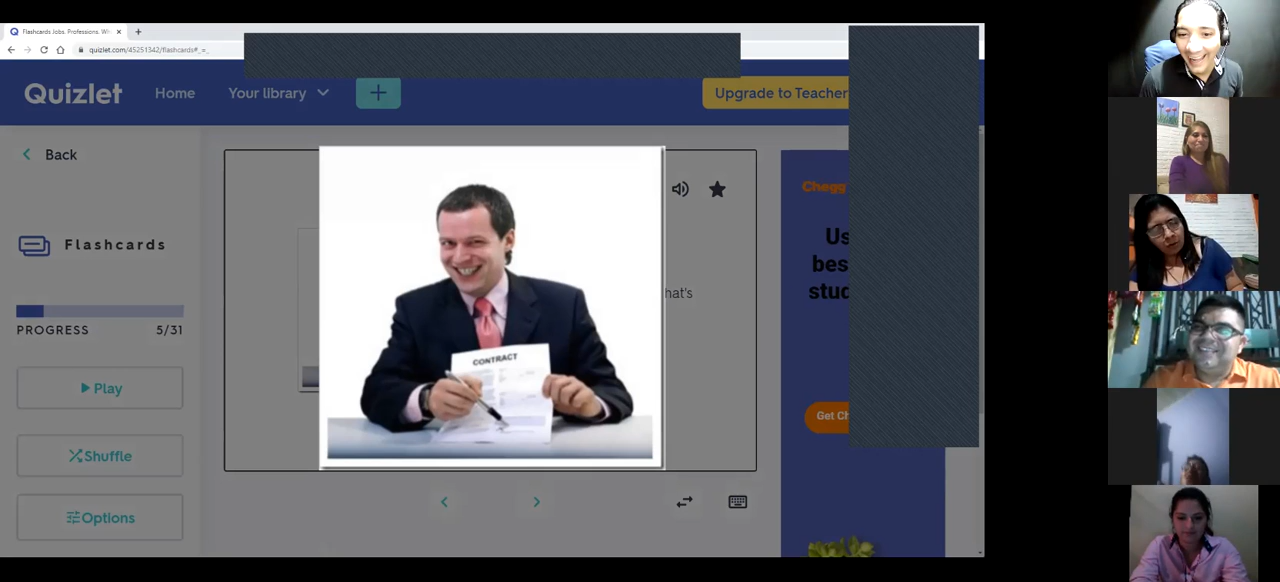 Flashcards Jobs. Professions. Wh
quizlet.com/45251342/flashcards#_=_
Quizlet
Home
Your library
Upgrade to Teacher
Back
Flashcards
PROGRESS 5/31
Play
Shuffle
Options
CONTRACT
hat's
Chegg
Us
bes
stud
Get Ch